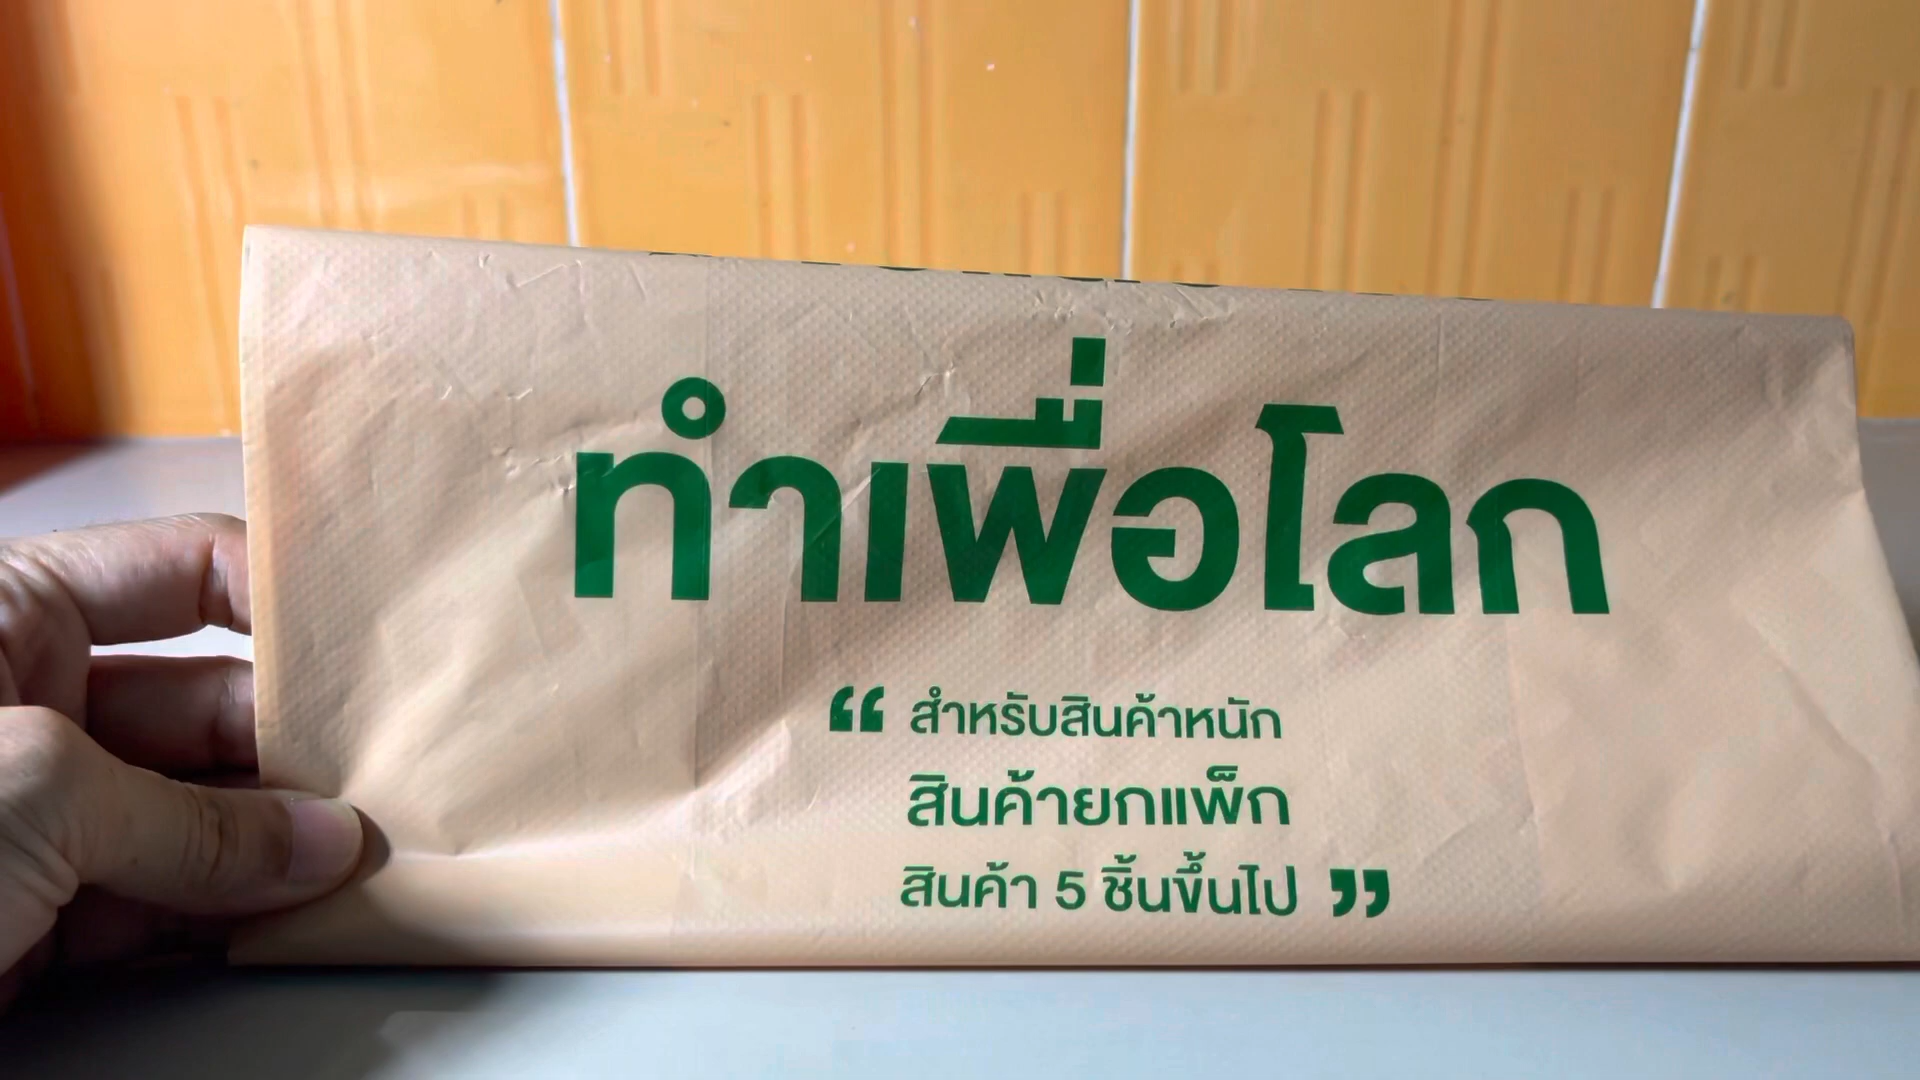 ทำเพื่อโลก
“ สำหรับสินค้าหนัก
สินค้ายกแพ็ก
สินค้า 5 ชิ้นขึ้นไป ”